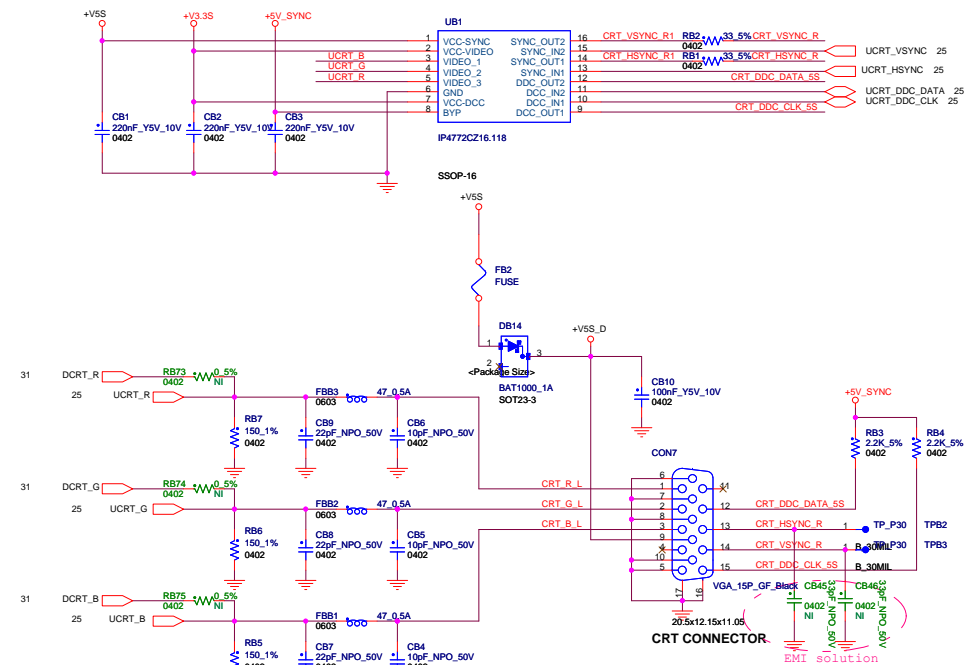 +V5S
+V3.3S
+5V_SYNC
UB1
1 VCC-SYNC SYNC_OUT2 16 CRT_VSYNC_R1 RB2 33_5% CRT_VSYNC_R
0402
2 VCC-VIDEO SYNC_IN2 15 UCRT_VSYNC 25
UCRT_B 3 VIDEO_1 SYNC_OUT1 14 CRT_HSYNC_R1 RB1 33_5% CRT_HSYNC_R
0402
UCRT_G 4 VIDEO_2 SYNC_IN1 13 UCRT_HSYNC 25
UCRT_R 5 VIDEO_3 DDC_OUT2 12 CRT_DDC_DATA_5S
6 GND DCC_IN2 11 UCRT_DDC_DATA 25
7 VCC-DCC DCC_IN1 10 UCRT_DDC_CLK 25
8 BYP DCC_OUT1 9 CRT_DDC_CLK_5S
CB1
220nF_Y5V_10V
0402
CB2
220nF_Y5V_10V
0402
CB3
220nF_Y5V_10V
0402
IP4772CZ16.118
SSOP-16
+V5S
FB2
FUSE
DB14
1
2
3
<Package Size>
BAT1000_1A
SOT23-3
+V5S_D
CB10
100nF_Y5V_10V
0402
+5V_SYNC
RB3
2.2K_5%
0402
RB4
2.2K_5%
0402
31 DCRT_R RB73 0_5%
0402 NI
25 UCRT_R
FBB3 47_0.5A
0603
RB7
150_1%
0402
CB9
22pF_NPO_50V
0402
CB6
10pF_NPO_50V
0402
31 DCRT_G RB74 0_5%
0402 NI
25 UCRT_G
FBB2 47_0.5A
0603
RB6
150_1%
0402
CB8
22pF_NPO_50V
0402
CB5
10pF_NPO_50V
0402
31 DCRT_B RB75 0_5%
0402 NI
25 UCRT_B
FBB1 47_0.5A
0603
RB5
150_1%
CB7
22pF_NPO_50V
CB4
10pF_NPO_50V
CON7
CRT_R_L
CRT_G_L
CRT_B_L
6
1
7
2
8
3
9
4
10
5
11
12 CRT_DDC_DATA_5S
13 CRT_HSYNC_R 1 TP_P30 TPB2
14 CRT_VSYNC_R 1 TP_P30 TPB3
B_30MIL
15 CRT_DDC_CLK_5S B_30MIL
17
16
VGA_15P_GF_Black
20.5x12.15x11.05
CRT CONNECTOR
CB45
0402
NI
33pF_NPO_50V
CB46
0402
NI
33pF_NPO_50V
EMI solution